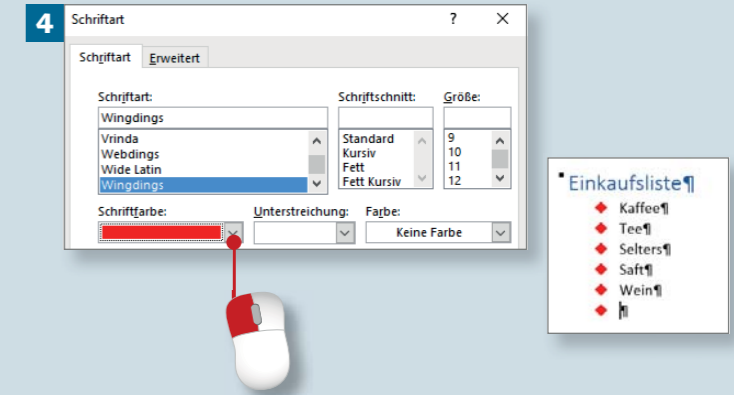 4
Schriftart ? ×
Schriftart Erweitert
Schriftart: Schriftschnitt: Größe:
Wingdings
Vrinda Standard 9
Webdings Kursiv 10
Wide Latin Fett 11
Wingdings Fett Kursiv 12
Schriftfarbe: Unterstreichung: Farbe:
Keine Farbe
Einkaufsliste¶
Kaffee¶
Tee¶
Selters¶
Saft¶
Wein¶
¶